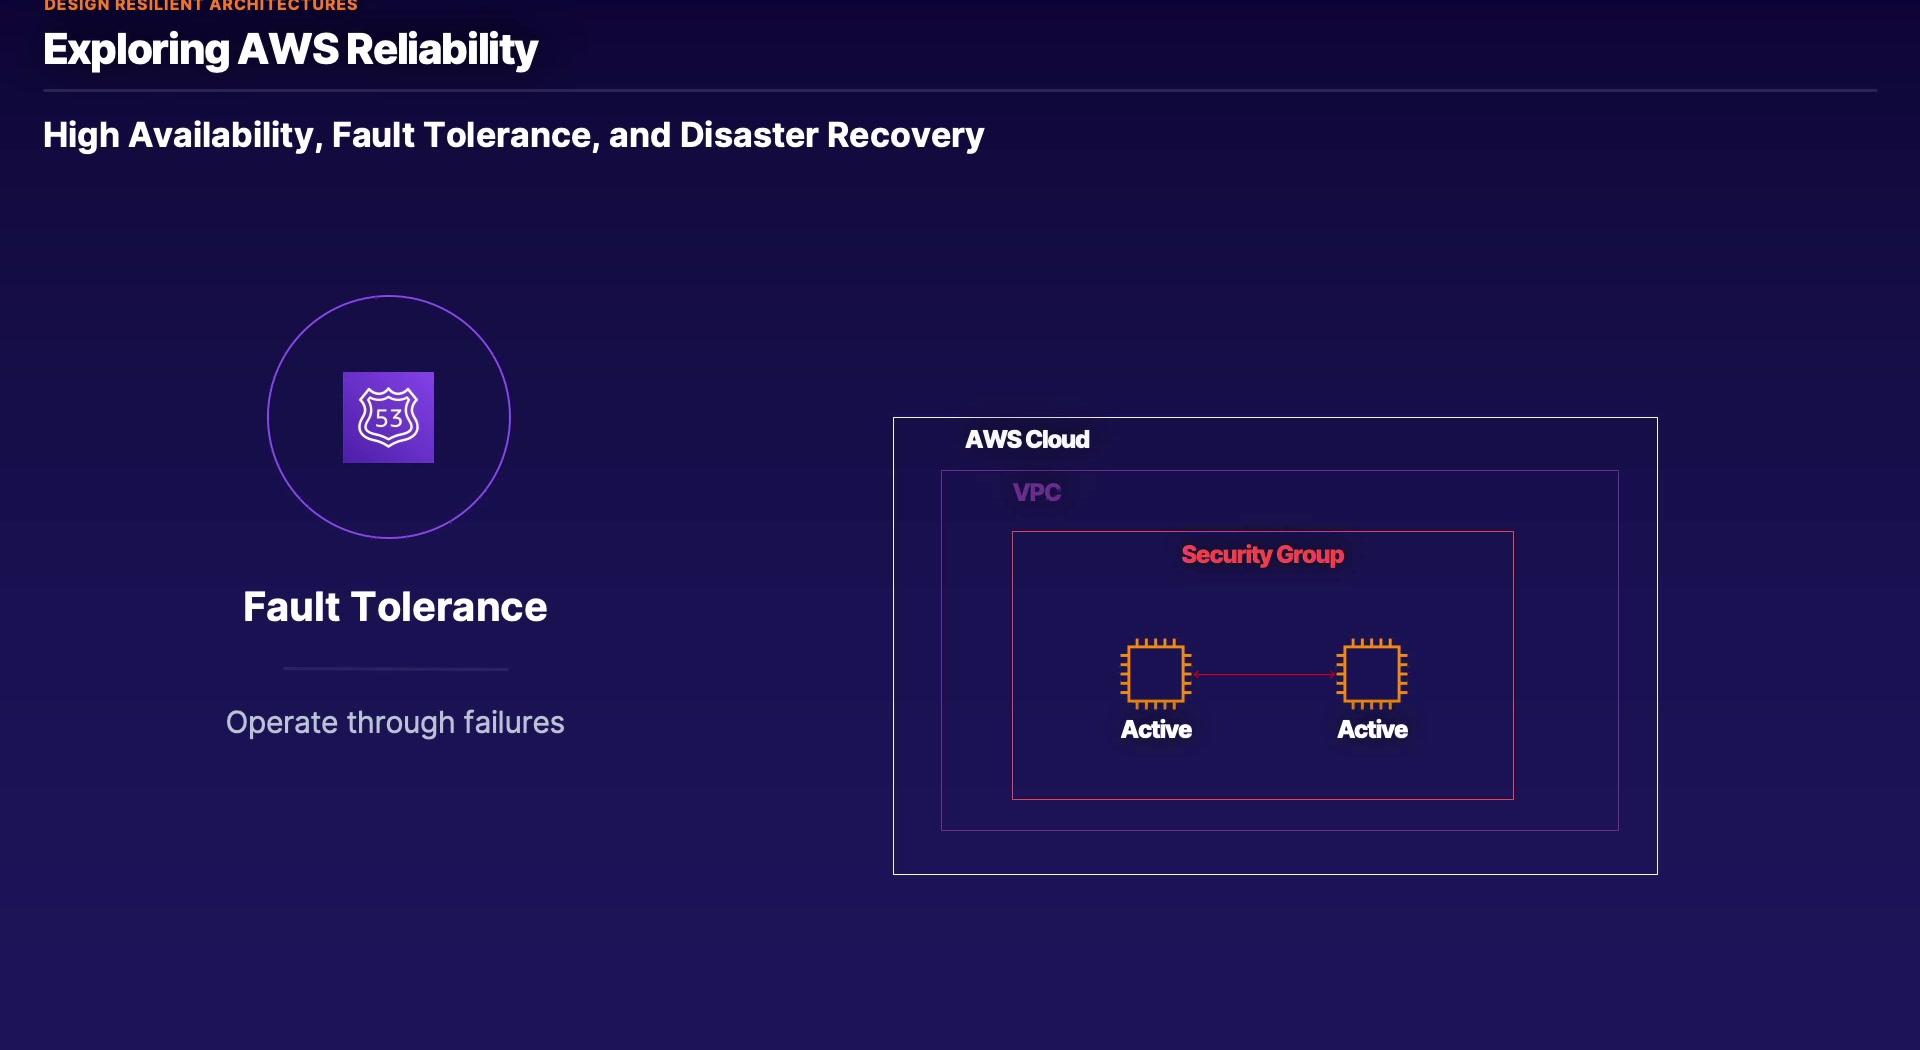 DESIGN RESILIENT ARCHITECTURES
Exploring AWS Reliability
High Availability, Fault Tolerance, and Disaster Recovery
53
Fault Tolerance
Operate through failures
AWS Cloud
VPC
Security Group
Active
Active